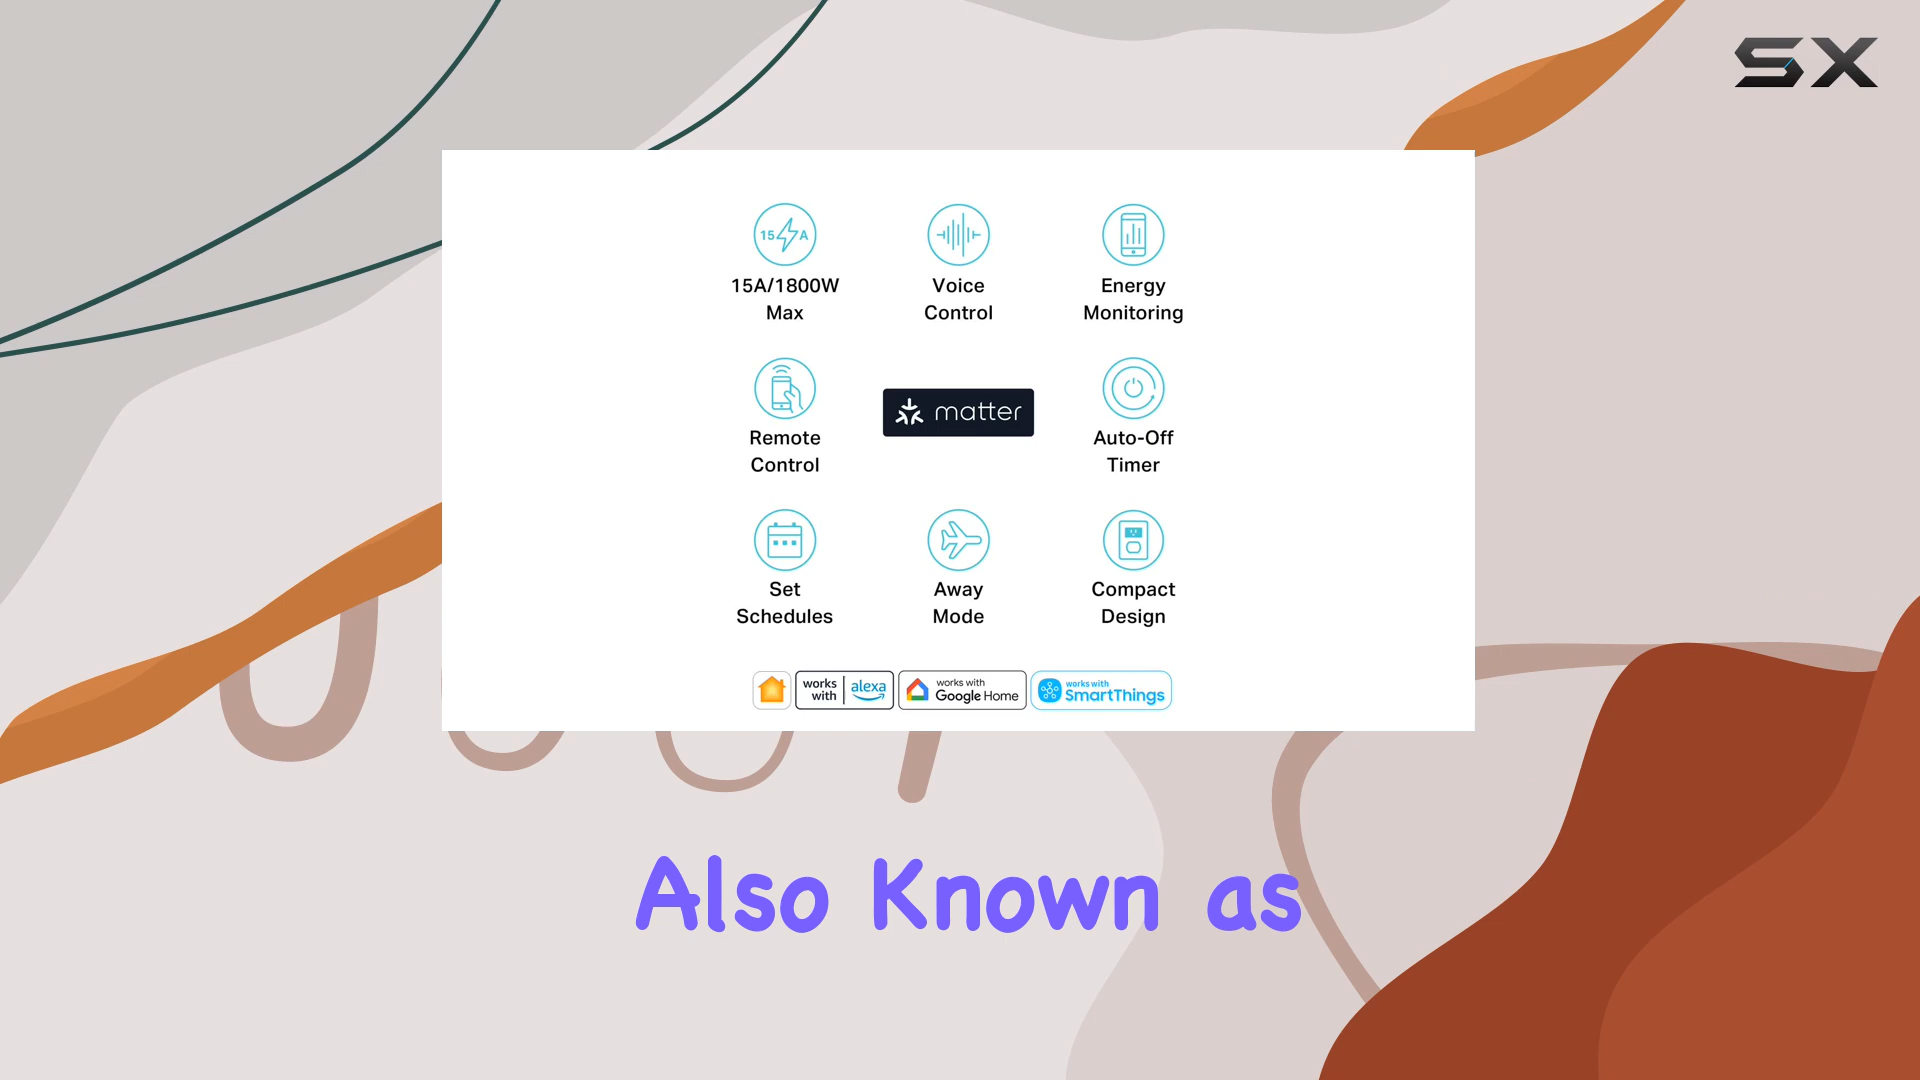 SX
15 A
15A/1800W
Max
Voice
Control
Energy
Monitoring
Remote
Control
matter
Auto-Off
Timer
Set
Schedules
Away
Mode
Compact
Design
works
with
alexa
works with
Google Home
works with
SmartThings
Also Known as